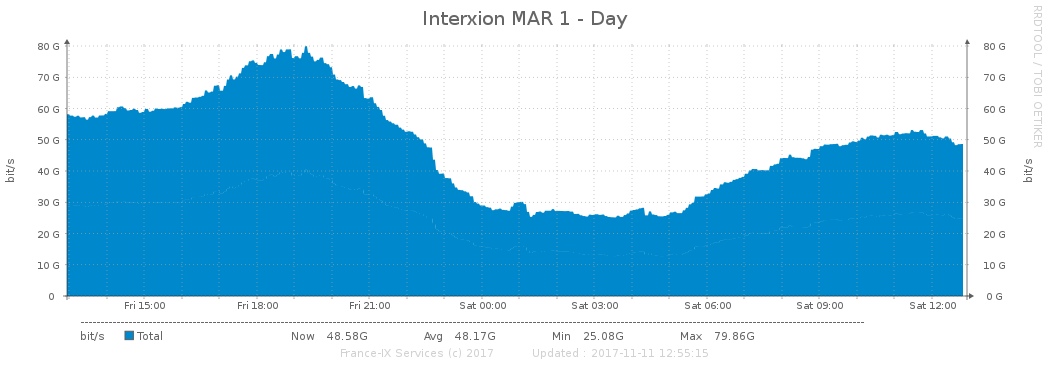 Interxion MAR 1 - Day
RRDTOOL / TOBI OETIKER
bit/s
80 G 80 G
70 G 70 G
60 G 60 G
50 G 50 G
40 G 40 G
30 G 30 G
20 G 20 G
10 G 10 G
0 0 G
bit/s
Fri 15:00 Fri 18:00 Fri 21:00 Sat 00:00 Sat 03:00 Sat 06:00 Sat 09:00 Sat 12:00
bit/s Total Now 48.58G Avg 48.17G Min 25.08G Max 79.86G
France-IX Services (c) 2017 Updated : 2017-11-11 12:55:15